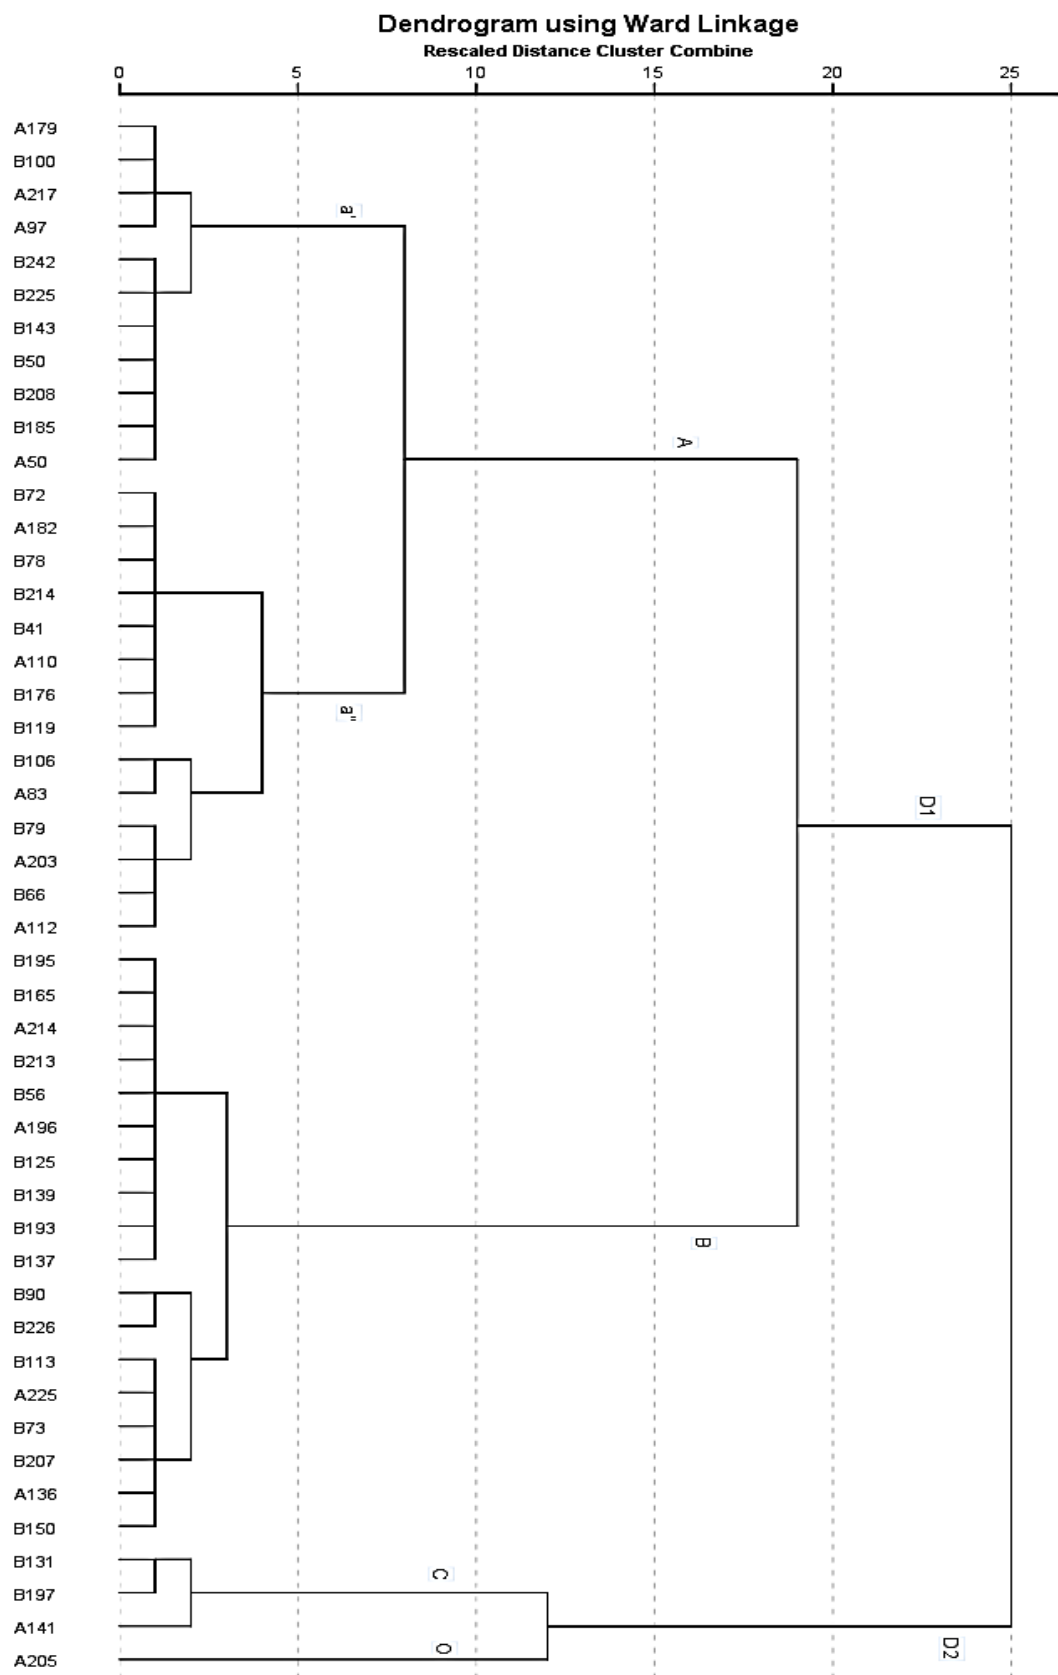 Dendrogram using Ward Linkage
Rescaled Distance Cluster Combine
0 5 10 15 20 25
A179
B100
A217
a'
A97
B242
B225
B143
B50
B208
B185
A
A50
B72
A182
B78
B214
B41
A110
B176
a"
B119
B106
A83
D1
B79
A203
B66
A112
B195
B165
A214
B213
B56
A196
B125
B139
B193
B
B137
B90
B226
B113
A225
B73
B207
A136
B150
B131
C
B197
A141
O
D2
A205